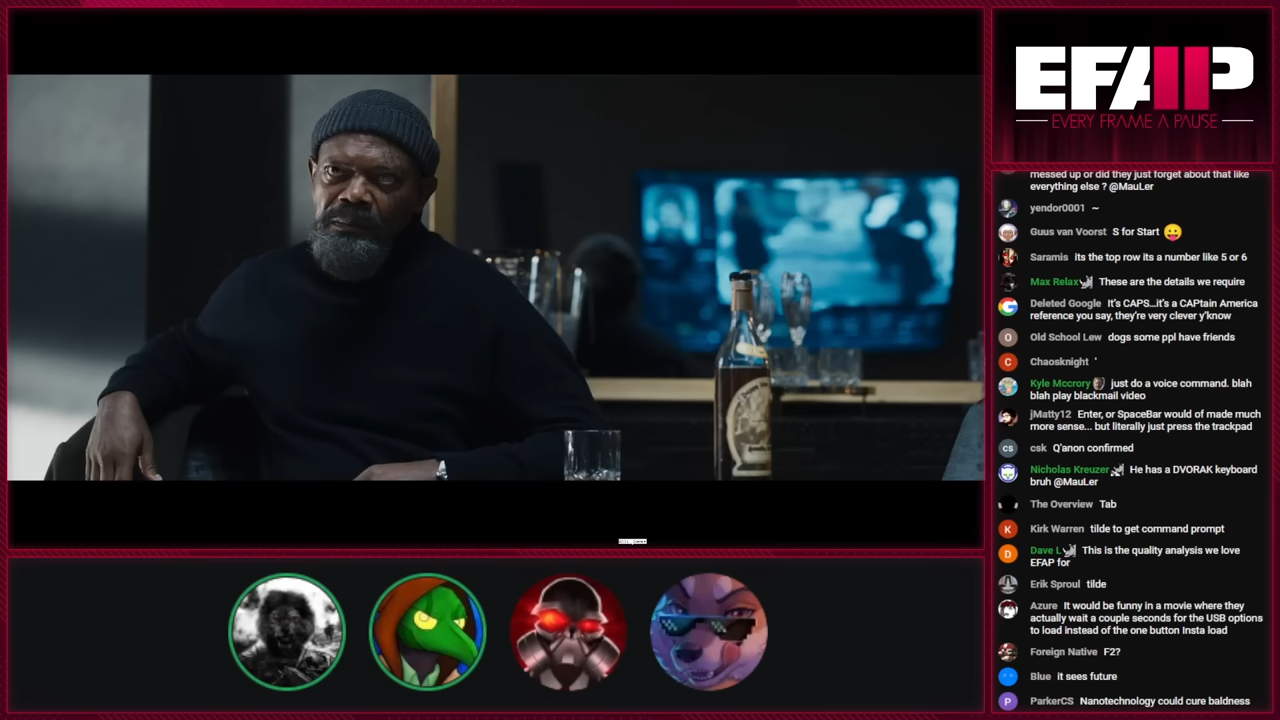 EFAP
EVERY FRAME A PAUSE
messed up or did they just forget about that like
everything else ? @MauLer
yendor0001 ~
Guus van Voorst S for Start 😛
Saramis its the top row its a number like 5 or 6
Max Relax These are the details we require
Deleted Google It's CAPS...it's a CAPtain America
reference you say, they're very clever y'know
Old School Lew dogs some ppl have friends
Chaosknight '
Kyle Mccrory just do a voice command. blah
blah play blackmail video
jMatty12 Enter, or SpaceBar would of made much
more sense... but literally just press the trackpad
csk Q'anon confirmed
Nicholas Kreuzer He has a DVORAK keyboard
bruh @MauLer
The Overview Tab
Kirk Warren tilde to get command prompt
Dave L This is the quality analysis we love
EFAP for
Erik Sproul tilde
Azure It would be funny in a movie where they
actually wait a couple seconds for the USB options
to load instead of the one button Insta load
Foreign Native F2?
Blue it sees future
ParkerCS Nanotechnology could cure baldness